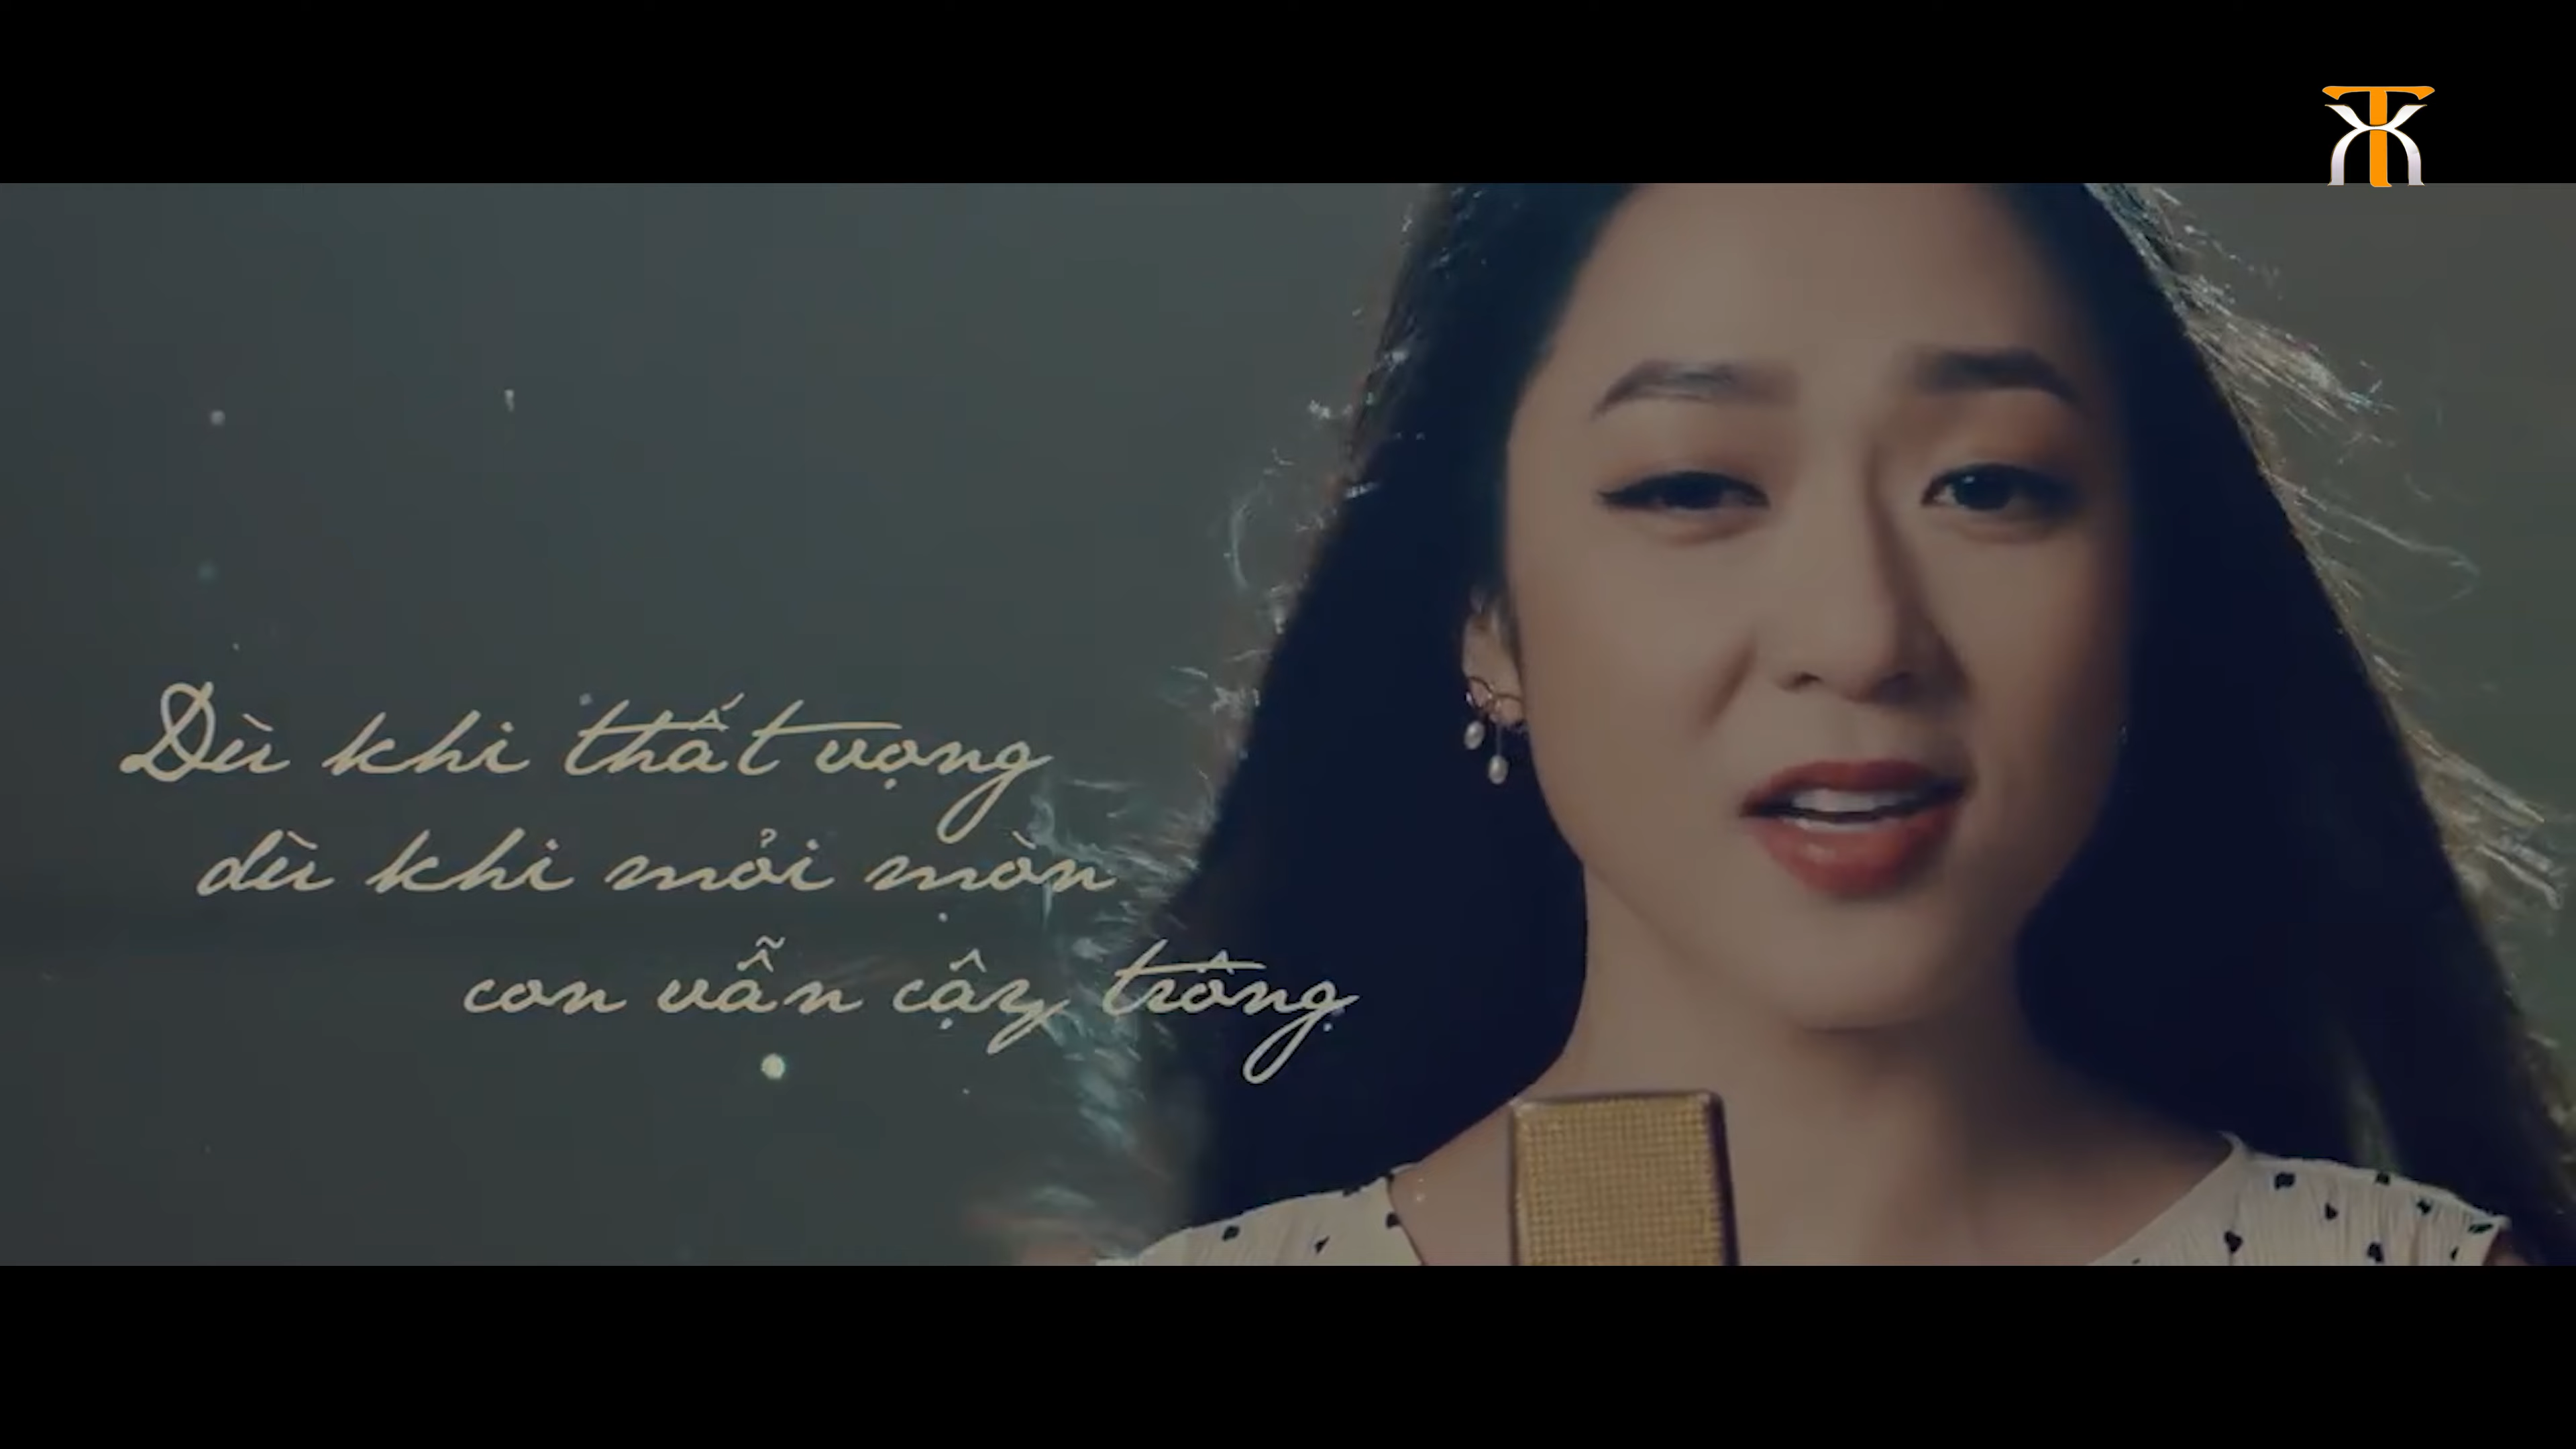 Dù khi thất vọng
dù khi mỏi mòn
con vẫn cậy trông